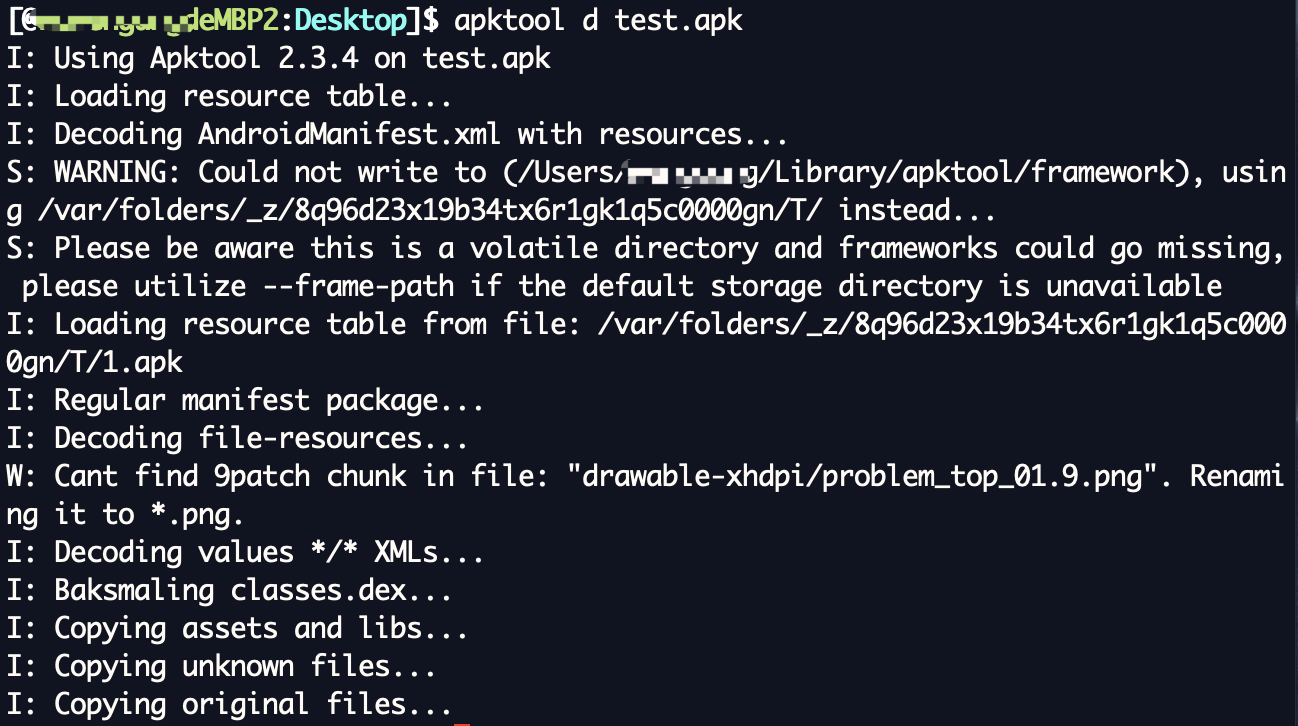 deMBP2:Desktop]$ apktool d test.apk
I: Using Apktool 2.3.4 on test.apk
I: Loading resource table...
I: Decoding AndroidManifest.xml with resources...
S: WARNING: Could not write to (/Users/ /Library/apktool/framework), usin
g /var/folders/_z/8q96d23x19b34tx6r1gk1q5c0000gn/T/ instead...
S: Please be aware this is a volatile directory and frameworks could go missing,
please utilize --frame-path if the default storage directory is unavailable
I: Loading resource table from file: /var/folders/_z/8q96d23x19b34tx6r1gk1q5c000
0gn/T/1.apk
I: Regular manifest package...
I: Decoding file-resources...
W: Cant find 9patch chunk in file: "drawable-xhdpi/problem_top_01.9.png". Renami
ng it to *.png.
I: Decoding values */* XMLs...
I: Baksmaling classes.dex...
I: Copying assets and libs...
I: Copying unknown files...
I: Copying original files...